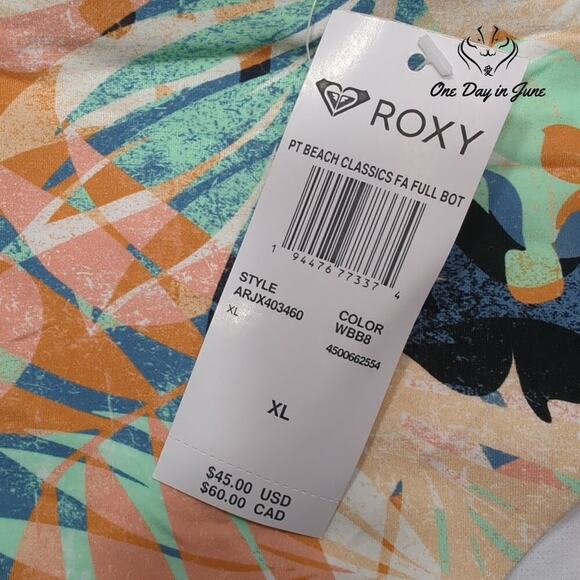 愛
One Day in June
ROXY
PT BEACH CLASSICS FA FULL BOT
1 94476 77337 4
STYLE
ARJX403460
COLOR
WBB8
XL
4500662554
XL
$45.00 USD
$60.00 CAD